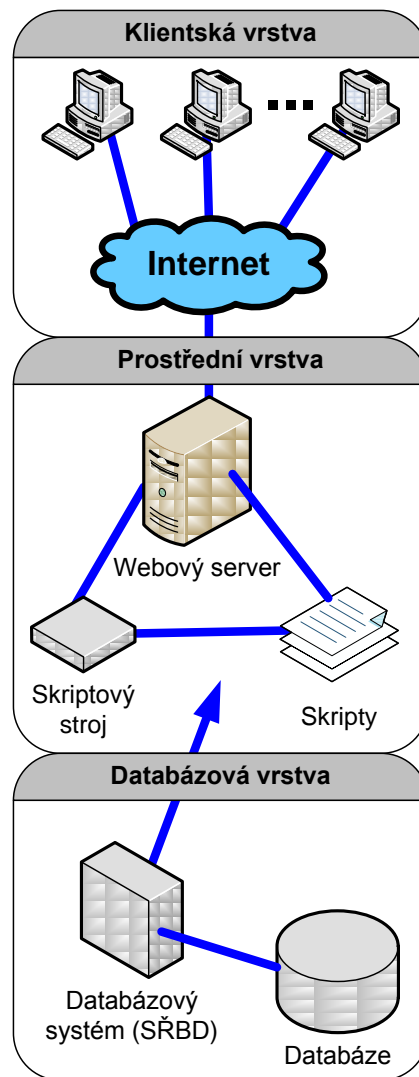 Klientská vrstva
Internet
Prostřední vrstva
Webový server
Skriptový
stroj
Skripty
Databázová vrstva
Databázový
systém (SŘBD)
Databáze